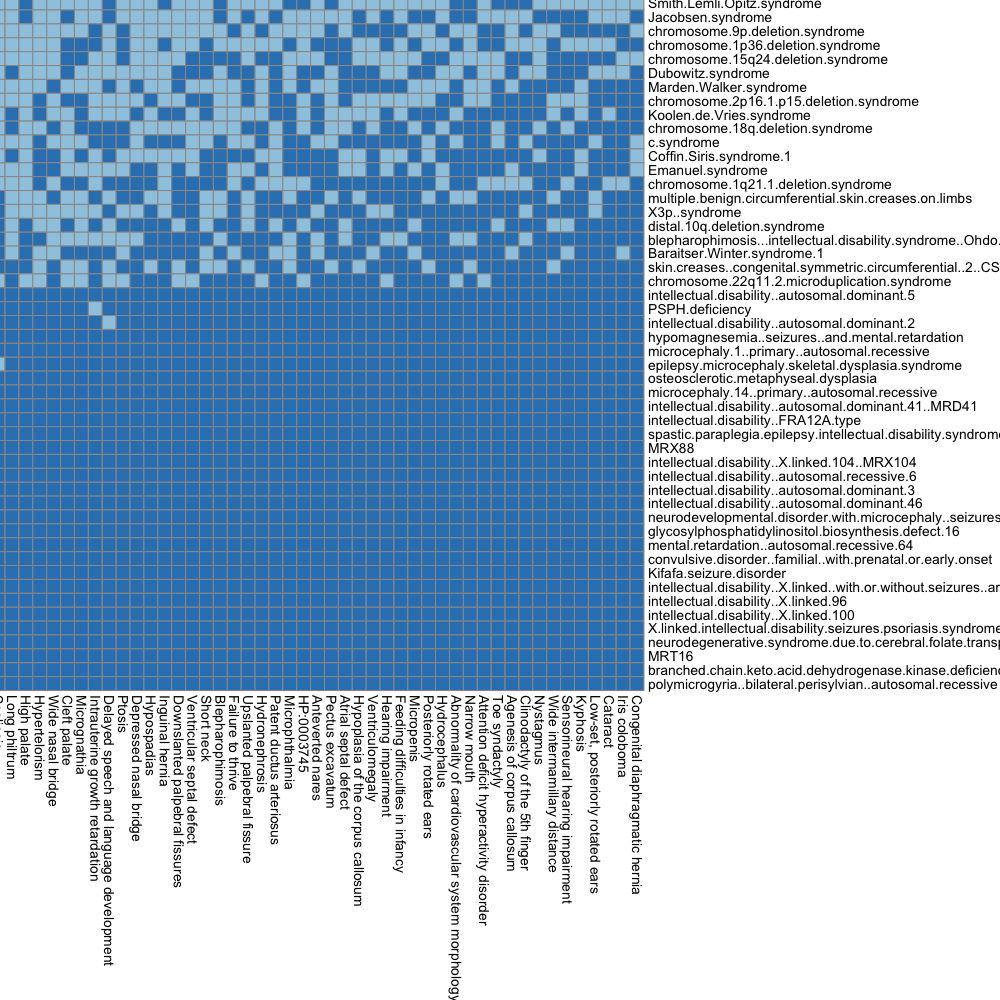 Smith.Lemli.Opitz.syndrome
Jacobsen.syndrome
chromosome.9p.deletion.syndrome
chromosome.1p36.deletion.syndrome
chromosome.15q24.deletion.syndrome
Dubowitz.syndrome
Marden.Walker.syndrome
chromosome.2p16.1.p15.deletion.syndrome
Koolen.de.Vries.syndrome
chromosome.18q.deletion.syndrome
c.syndrome
Coffin.Siris.syndrome.1
Emanuel.syndrome
chromosome.1q21.1.deletion.syndrome
multiple.benign.circumferential.skin.creases.on.limbs
X3p..syndrome
distal.10q.deletion.syndrome
blepharophimosis...intellectual.disability.syndrome..Ohdo.
Baraitser.Winter.syndrome.1
skin.creases..congenital.symmetric.circumferential..2..CS
chromosome.22q11.2.microduplication.syndrome
intellectual.disability..autosomal.dominant.5
PSPH.deficiency
intellectual.disability..autosomal.dominant.2
hypomagnesemia..seizures..and.mental.retardation
microcephaly.1..primary..autosomal.recessive
epilepsy.microcephaly.skeletal.dysplasia.syndrome
osteosclerotic.metaphyseal.dysplasia
microcephaly.14..primary..autosomal.recessive
intellectual.disability..autosomal.dominant.41..MRD41
intellectual.disability..FRA12A.type
spastic.paraplegia.epilepsy.intellectual.disability.syndrome
MRX88
intellectual.disability..X.linked.104..MRX104
intellectual.disability..autosomal.recessive.6
intellectual.disability..autosomal.dominant.3
intellectual.disability..autosomal.dominant.46
neurodevelopmental.disorder.with.microcephaly..seizures
glycosylphosphatidylinositol.biosynthesis.defect.16
mental.retardation..autosomal.recessive.64
convulsive.disorder..familial..with.prenatal.or.early.onset
Kifafa.seizure.disorder
intellectual.disability..X.linked..with.or.without.seizures..ar
intellectual.disability..X.linked.96
intellectual.disability..X.linked.100
X.linked.intellectual.disability.seizures.psoriasis.syndrome
neurodegenerative.syndrome.due.to.cerebral.folate.transp
MRT16
branched.chain.keto.acid.dehydrogenase.kinase.deficienc
polymicrogyria..bilateral.perisylvian..autosomal.recessive
Long philtrum
High palate
Hypertelorism
Wide nasal bridge
Cleft palate
Micrognathia
Intrauterine growth retardation
Delayed speech and language development
Ptosis
Depressed nasal bridge
Hypospadias
Inguinal hernia
Downslanted palpebral fissures
Ventricular septal defect
Short neck
Blepharophimosis
Failure to thrive
Upslanted palpebral fissure
Hydronephrosis
Patent ductus arteriosus
Microphthalmia
HP:0003745
Anteverted nares
Pectus excavatum
Atrial septal defect
Hypoplasia of the corpus callosum
Ventriculomegaly
Hearing impairment
Feeding difficulties in infancy
Micropenis
Posteriorly rotated ears
Hydrocephalus
Abnormality of cardiovascular system morphology
Narrow mouth
Attention deficit hyperactivity disorder
Toe syndactyly
Agenesis of corpus callosum
Clinodactyly of the 5th finger
Nystagmus
Wide intermamillary distance
Sensorineural hearing impairment
Kyphosis
Low-set, posteriorly rotated ears
Cataract
Iris coloboma
Congenital diaphragmatic hernia